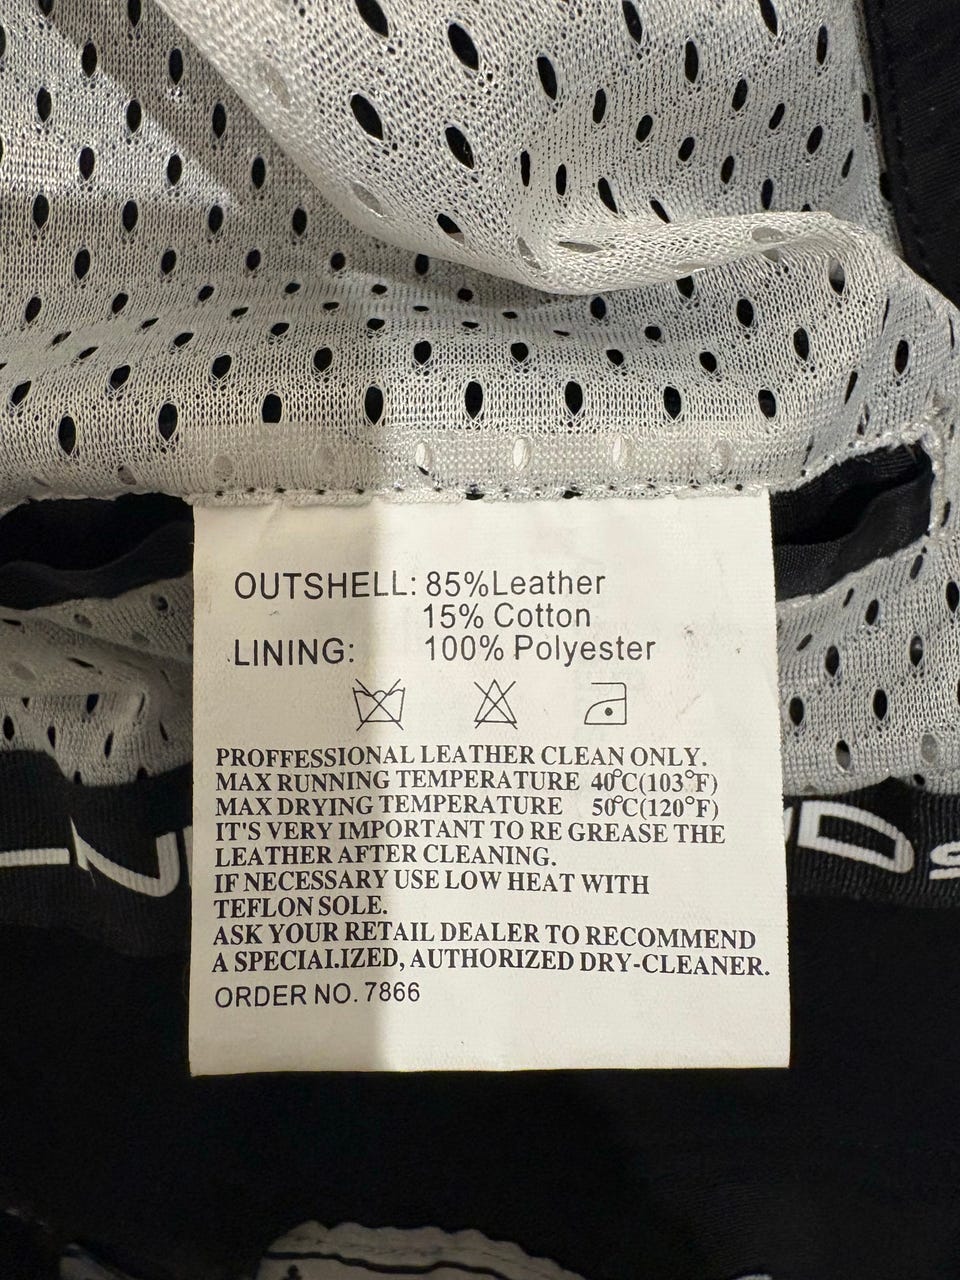 OUTSHELL: 85%Leather
15% Cotton
LINING: 100% Polyester
PROFFESSIONAL LEATHER CLEAN ONLY.
MAX RUNNING TEMPERATURE 40°C(103°F)
MAX DRYING TEMPERATURE 50°C(120°F)
IT'S VERY IMPORTANT TO RE GREASE THE
LEATHER AFTER CLEANING.
IF NECESSARY USE LOW HEAT WITH
TEFLON SOLE.
ASK YOUR RETAIL DEALER TO RECOMMEND
A SPECIALIZED, AUTHORIZED DRY-CLEANER.
ORDER NO. 7866